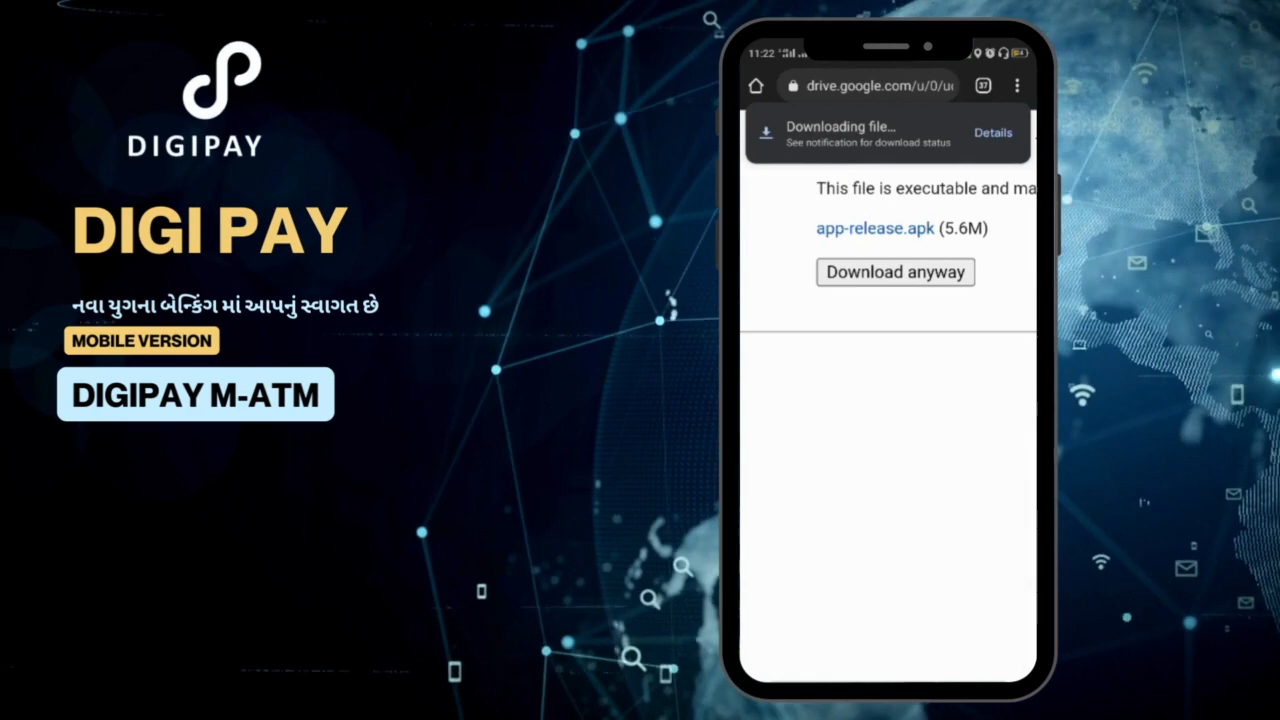 DIGIPAY
DIGI PAY
નવા યુગના બેન્કિંગ માં આપનું સ્વાગત છે
MOBILE VERSION
DIGIPAY M-ATM
11:22
drive.google.com/u/0/u
37
Downloading file...
See notification for download status
Details
This file is executable and ma
app-release.apk (5.6M)
Download anyway